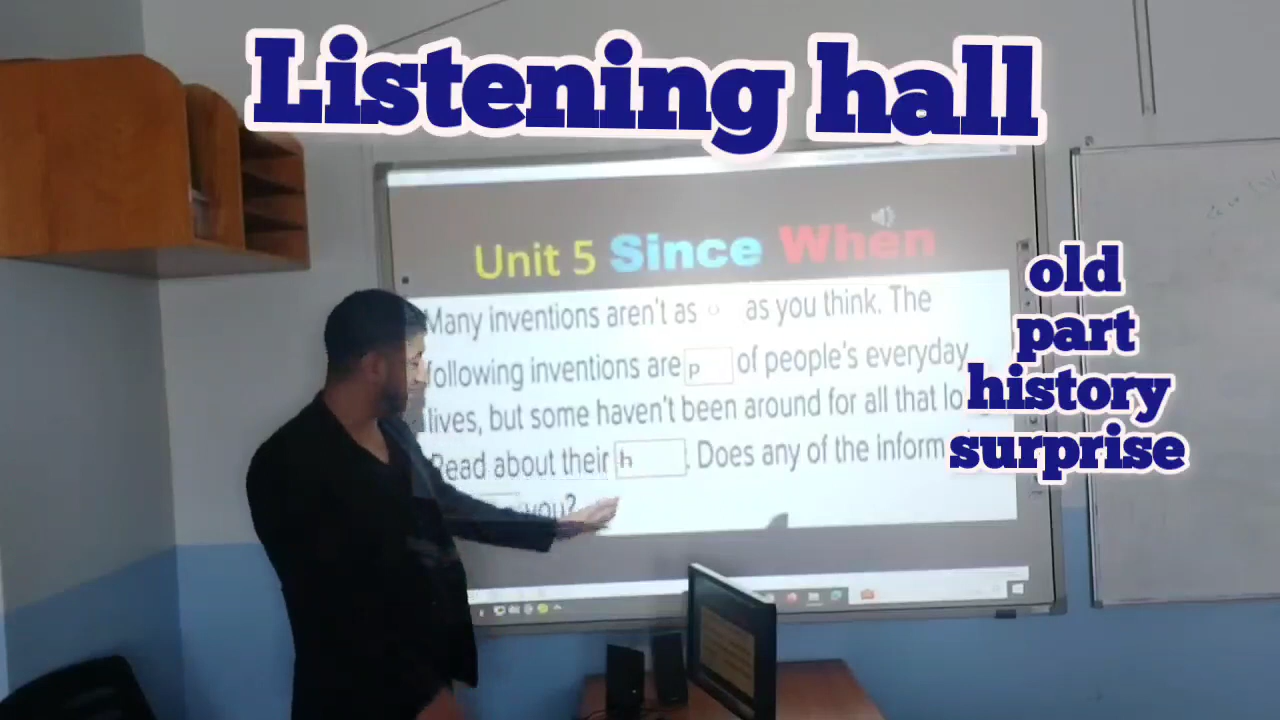 Listening hall
Unit 5 Since When
Many inventions aren't as o as you think. The
following inventions are p of people's everyday
lives, but some haven't been around for all that lo
Read about their h . Does any of the inform
you?
old
part
history
surprise